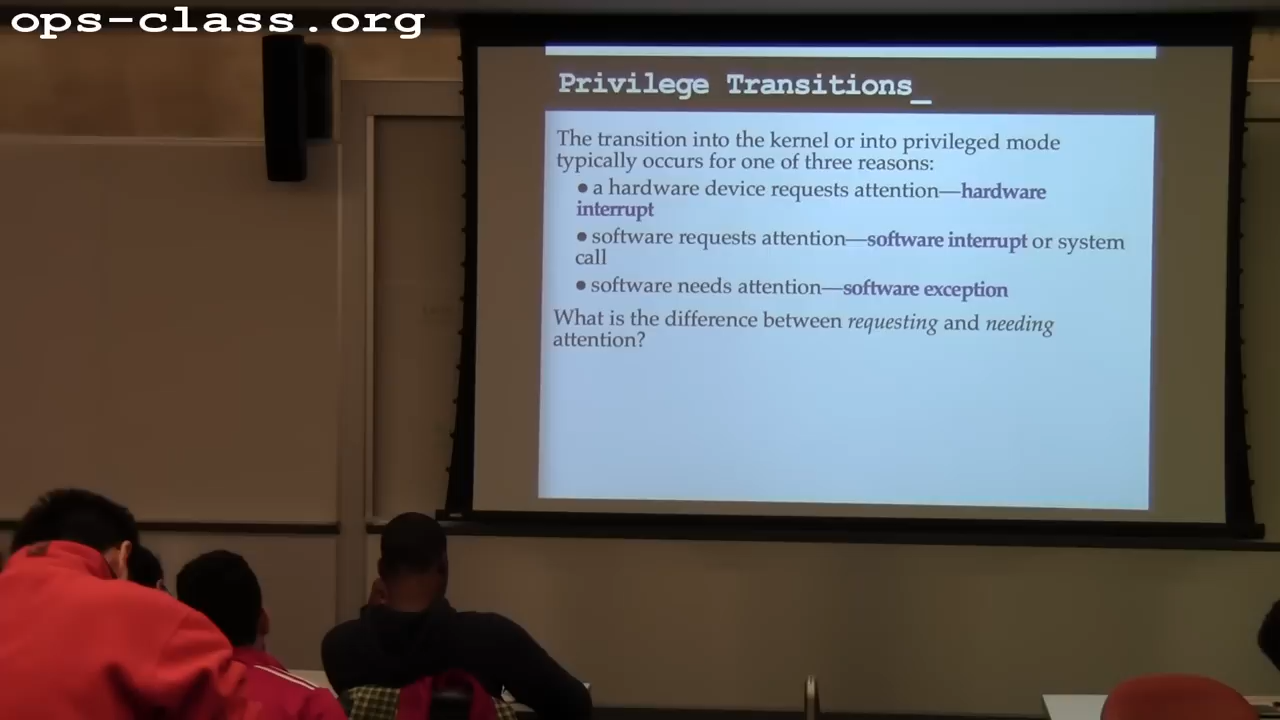 ops-class.org
Privilege Transitions_
The transition into the kernel or into privileged mode
typically occurs for one of three reasons:
• a hardware device requests attention—hardware
interrupt
• software requests attention—software interrupt or system
call
• software needs attention—software exception
What is the difference between requesting and needing
attention?